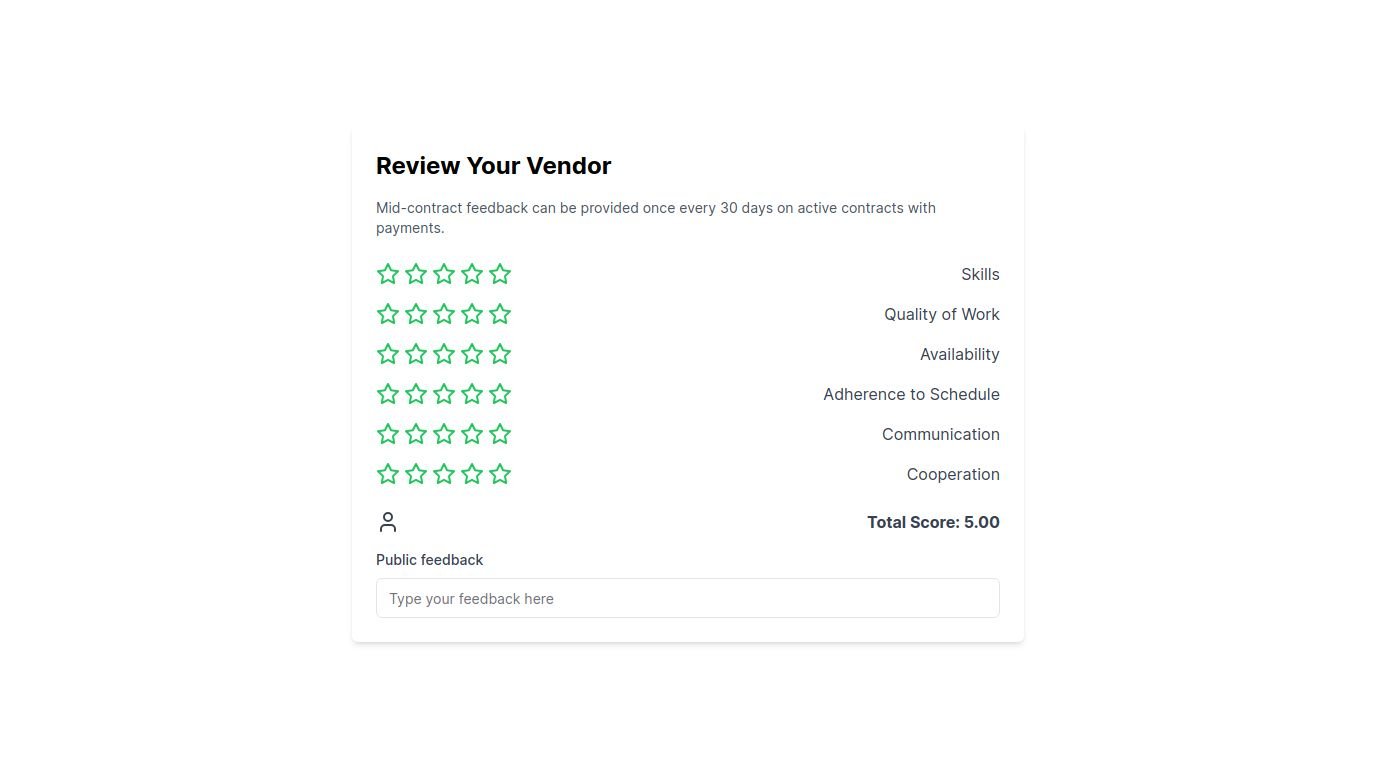 Review Your Vendor
Mid-contract feedback can be provided once every 30 days on active contracts with
payments.
Skills
Quality of Work
Availability
Adherence to Schedule
Communication
Cooperation
Total Score: 5.00
Public feedback
Type your feedback here